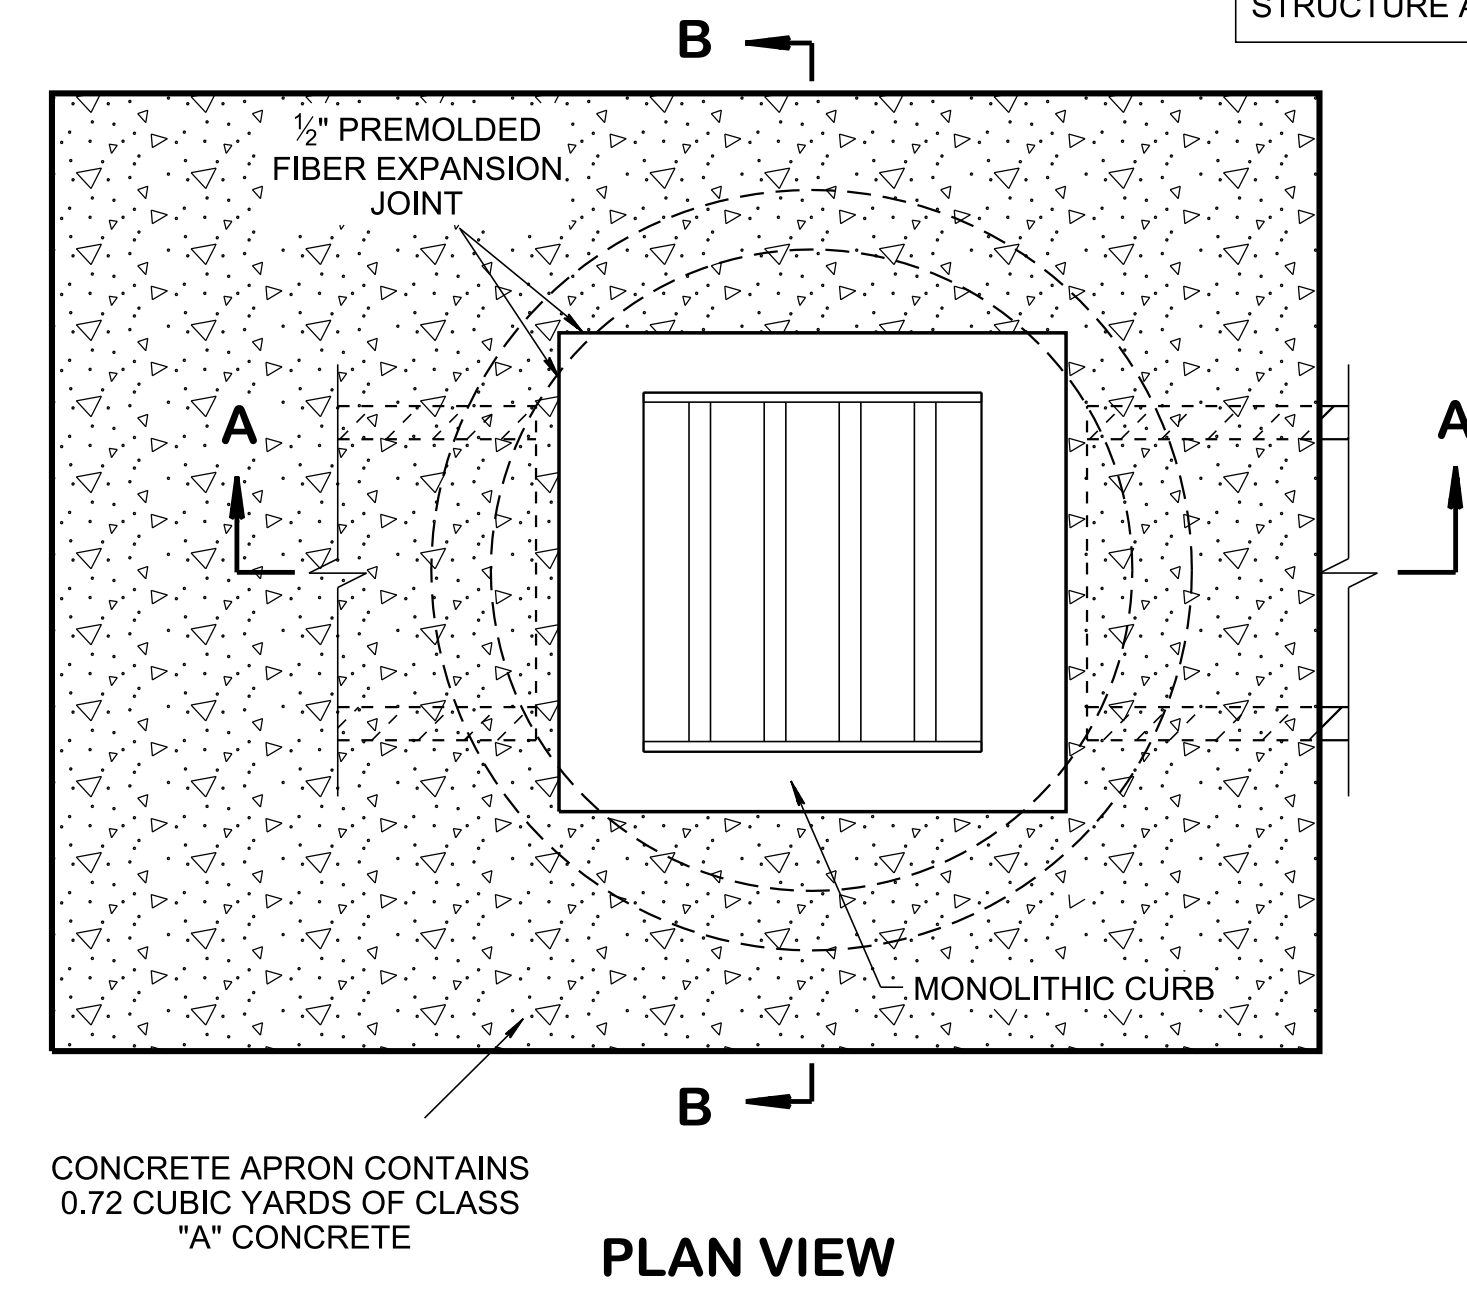 STRUCTURE A
B
½" PREMOLDED
FIBER EXPANSION
JOINT
A
A
MONOLITHIC CURB
B
CONCRETE APRON CONTAINS
0.72 CUBIC YARDS OF CLASS
"A" CONCRETE
PLAN VIEW